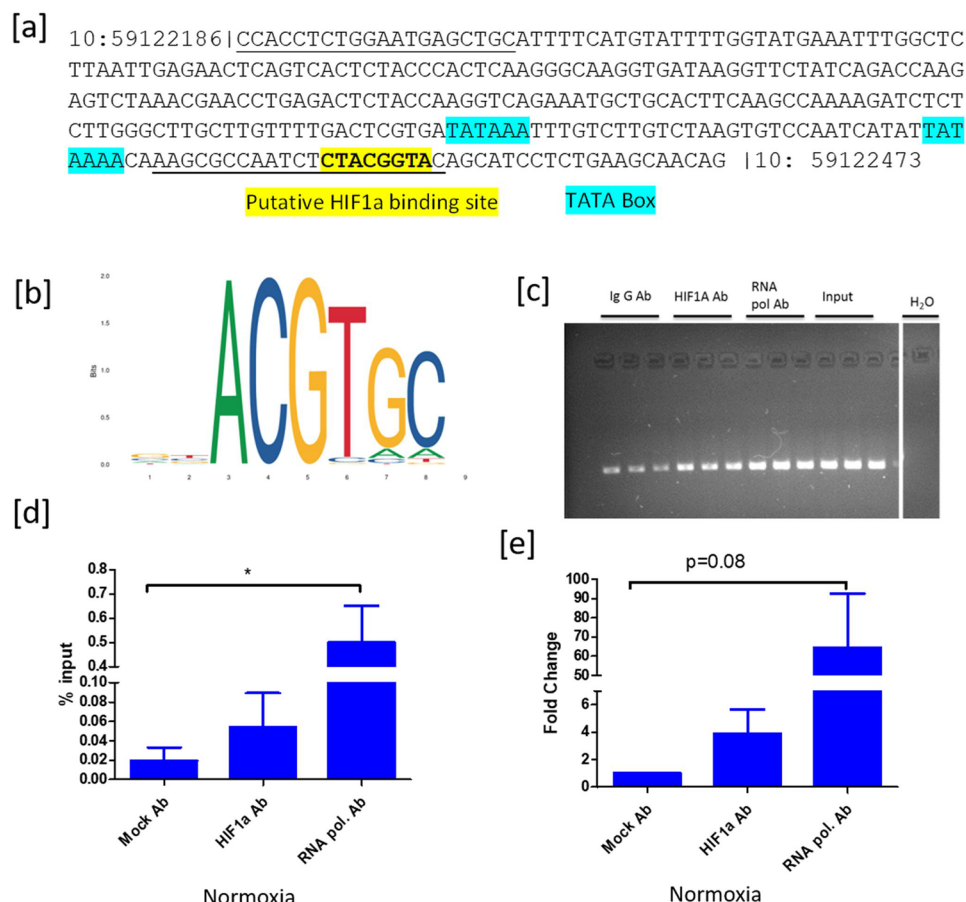 [a]
10:59122186|CCACCTCTGGAATGAGCTGCATTTTCATGTATTTTGGTATGAAATTTGGCTC
TTAATTGAGAACTCAGTCACTCTACCCACTCAAGGGCAAGGTGATAAGGTTCTATCAGACCAAG
AGTCTAAACGAACCTGAGACTCTACCAAGGTCAGAAATGCTGCACTTCAAGCCAAAAGATCTCT
CTTGGGCTTGCTTGTTTTGACTCGTGATATAAATTTGTCTTGTCTAAGTGTCCAATCATATTAT
AAAACAAAGCGCCAATCTCTACGGTACAGCATCCTCTGAAGCAACAG |10: 59122473
Putative HIF1a binding site TATA Box
[b]
2.0
1.5
1.0
0.5
0.0
Bits
ACGTGC
1 2 3 4 5 6 7 8 9
[c]
Ig G Ab HIF1A Ab RNA pol Ab Input H2O
[d]
0.8
0.7
0.6
0.5
0.4
0.10
0.08
0.06
0.04
0.02
0.00
% input
*
Mock Ab
HIF1a Ab
RNA pol. Ab
Normoxia
[e]
p=0.08
100
90
80
70
60
50
6
4
2
0
Fold Change
Mock Ab
HIF1a Ab
RNA pol. Ab
Normoxia